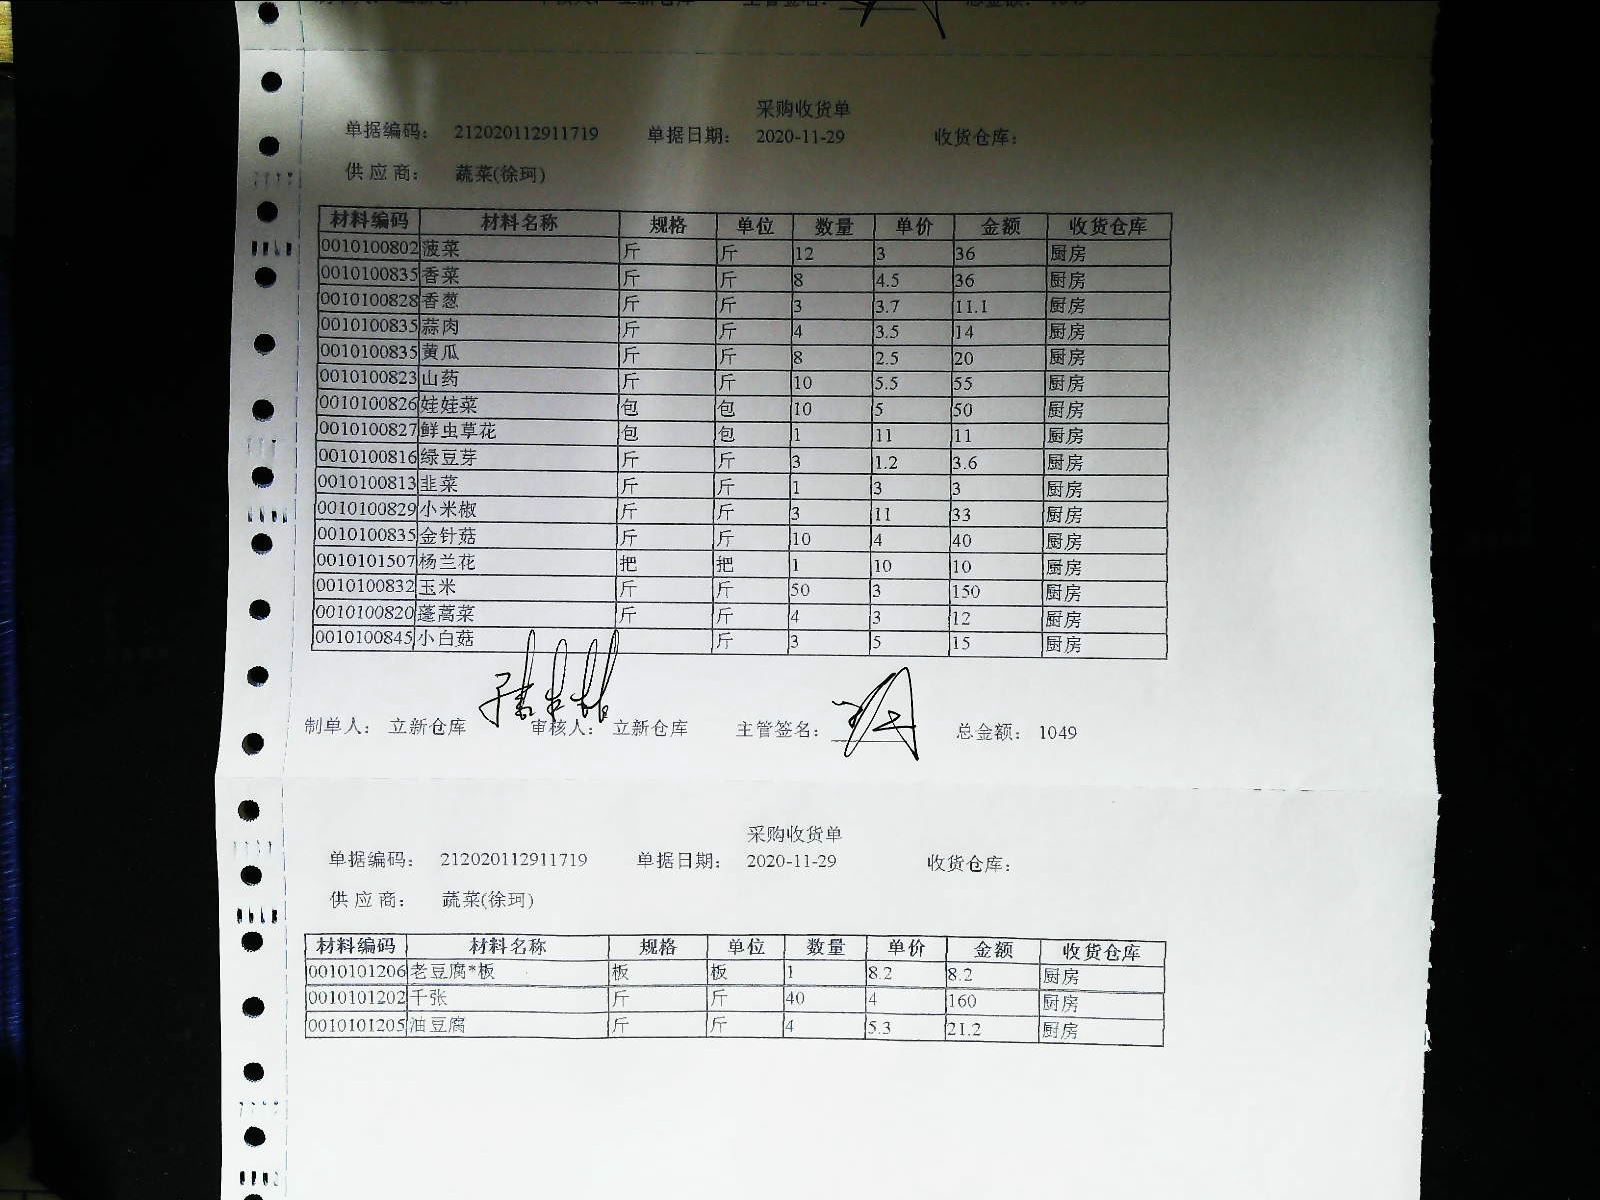 总金额： 1049
采购收货单
单据编码： 212020112911719 单据日期： 2020-11-29 收货仓库：
供 应 商： 蔬菜(徐珂)
材料编码 材料名称 规格 单位 数量 单价 金额 收货仓库
0010100802 菠菜 斤 斤 12 3 36 厨房
0010100835 香菜 斤 斤 8 4.5 36 厨房
0010100828 香葱 斤 斤 3 3.7 11.1 厨房
0010100835 蒜肉 斤 斤 4 3.5 14 厨房
0010100835 黄瓜 斤 斤 8 2.5 20 厨房
0010100823 山药 斤 斤 10 5.5 55 厨房
0010100826 娃娃菜 包 包 10 5 50 厨房
0010100827 鲜虫草花 包 包 1 11 11 厨房
0010100816 绿豆芽 斤 斤 3 1.2 3.6 厨房
0010100813 韭菜 斤 斤 1 3 3 厨房
0010100829 小米椒 斤 斤 3 11 33 厨房
0010100835 金针菇 斤 斤 10 4 40 厨房
0010101507 杨兰花 把 把 1 10 10 厨房
0010100832 玉米 斤 斤 50 3 150 厨房
0010100820 蓬蒿菜 斤 斤 4 3 12 厨房
0010100845 小白菇 斤 3 5 15 厨房
制单人： 立新仓库 审核人： 立新仓库 主管签名： 总金额： 1049
采购收货单
单据编码： 212020112911719 单据日期： 2020-11-29 收货仓库：
供 应 商： 蔬菜(徐珂)
材料编码 材料名称 规格 单位 数量 单价 金额 收货仓库
0010101206 老豆腐*板 板 板 1 8.2 8.2 厨房
0010101202 千张 斤 斤 40 4 160 厨房
0010101205 油豆腐 斤 斤 4 5.3 21.2 厨房